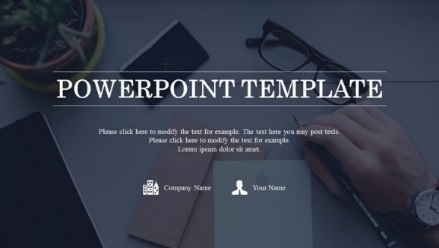 POWERPOINT TEMPLATE
Please click here to modify the text for example. The text here you may post texts.
Please click here to modify the text for example.
Lorem ipsum dolor sit amet.
Company Name
Your Name